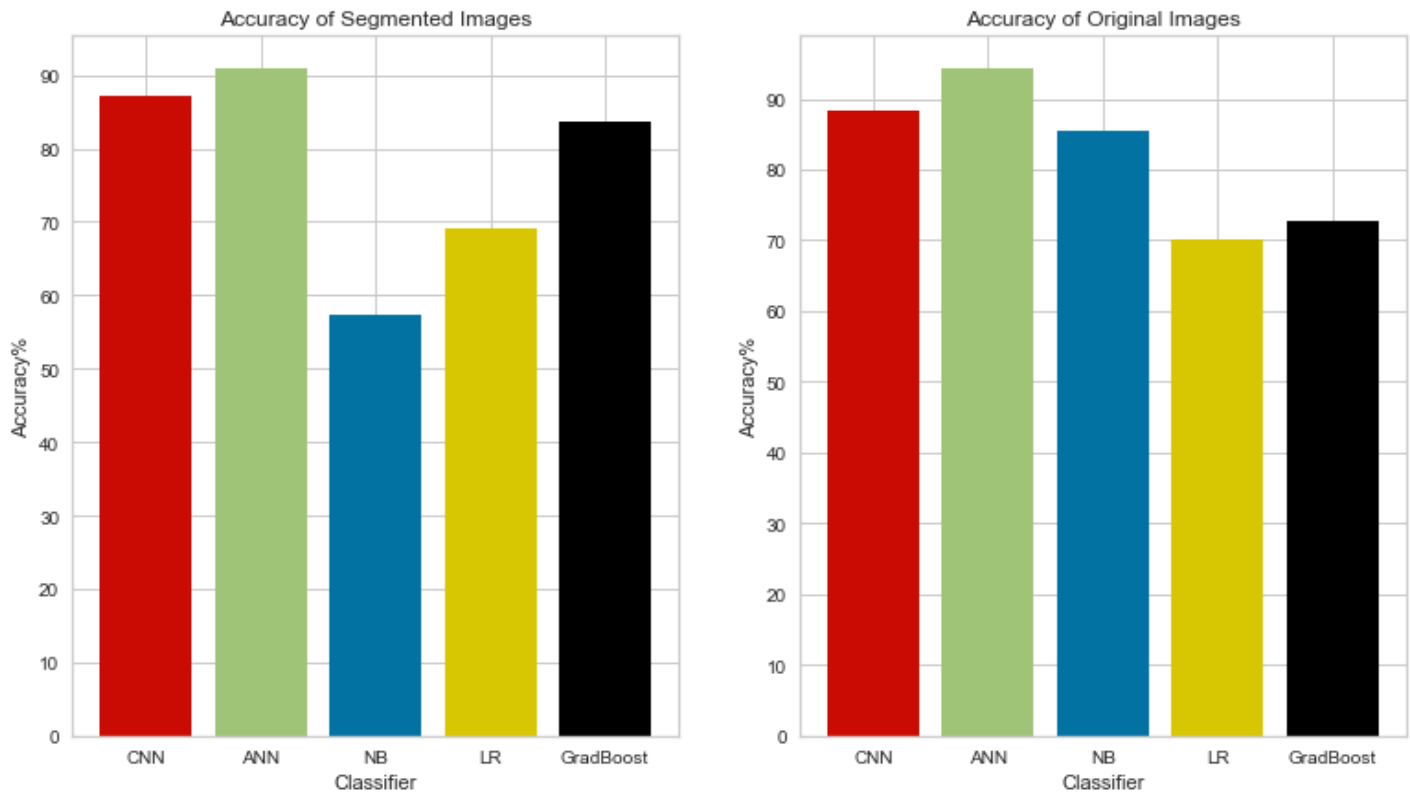 Accuracy of Segmented Images
Accuracy%
90
80
70
60
50
40
30
20
10
0
CNN ANN NB LR GradBoost
Classifier
Accuracy of Original Images
Accuracy%
90
80
70
60
50
40
30
20
10
0
CNN ANN NB LR GradBoost
Classifier